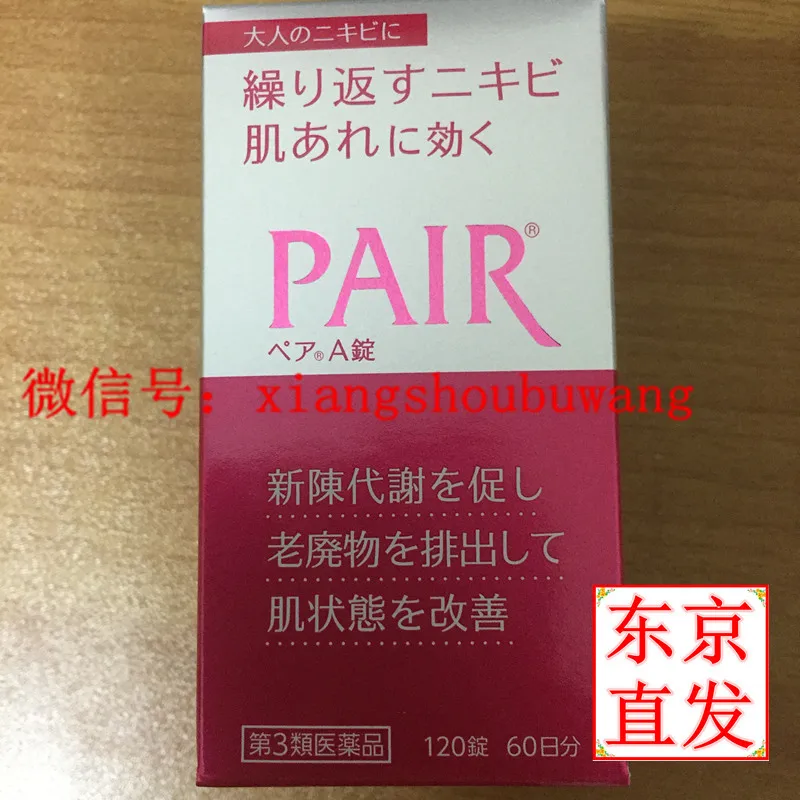 大人のニキビに
繰り返すニキビ
肌あれに効く
PAIR®
ペア®A錠
微信号：xiangshoubuwang
新陳代謝を促し
老廃物を排出して
肌状態を改善
第3類医薬品 120錠 60日分
东京
直发